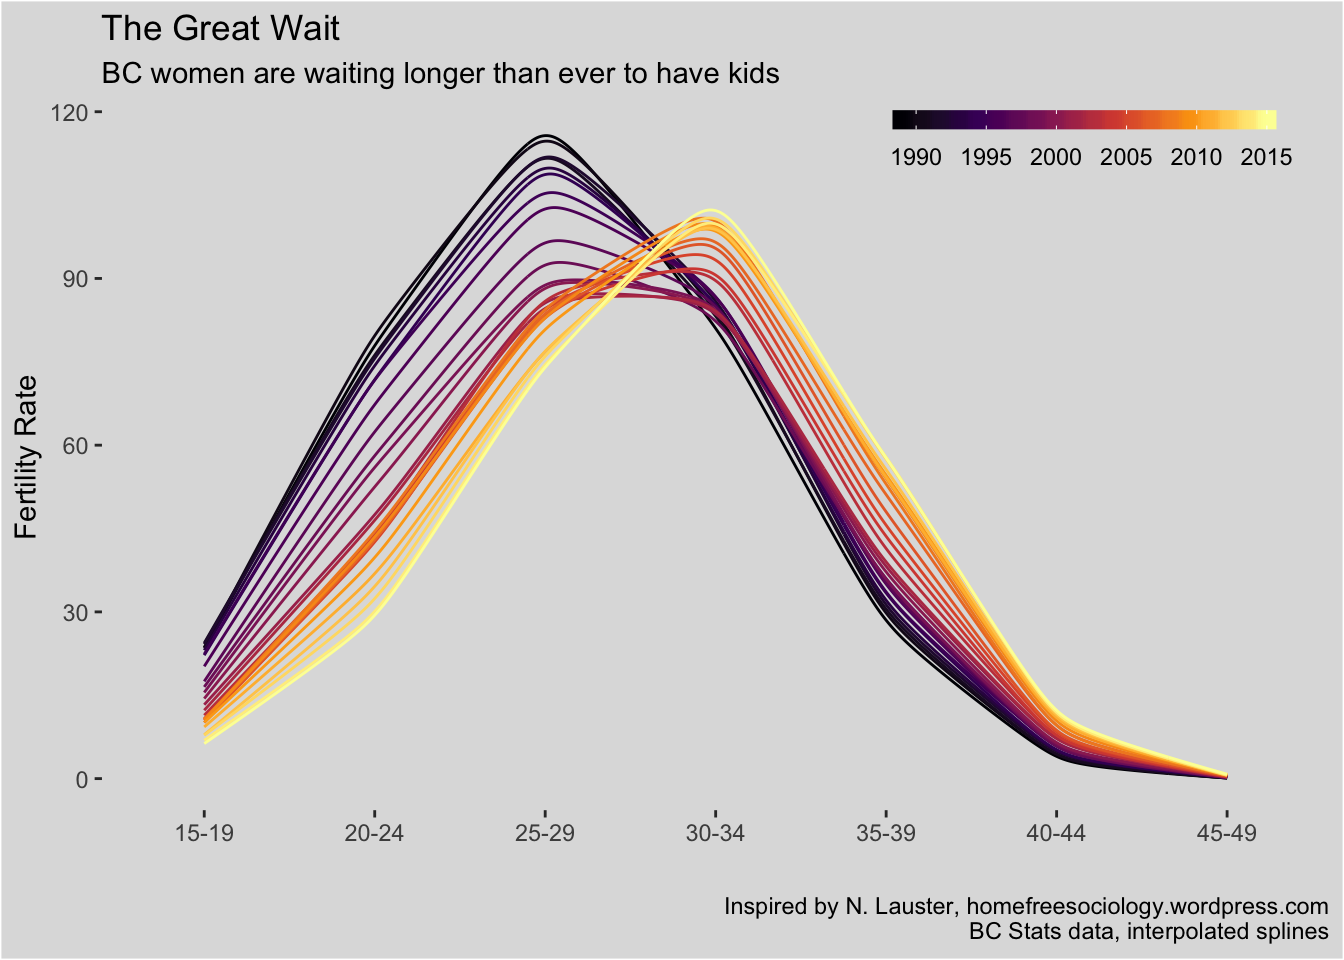 The Great Wait
BC women are waiting longer than ever to have kids
120
90
60
30
0
Fertility Rate
1990 1995 2000 2005 2010 2015
15-19 20-24 25-29 30-34 35-39 40-44 45-49
Inspired by N. Lauster, homefreesociology.wordpress.com
BC Stats data, interpolated splines